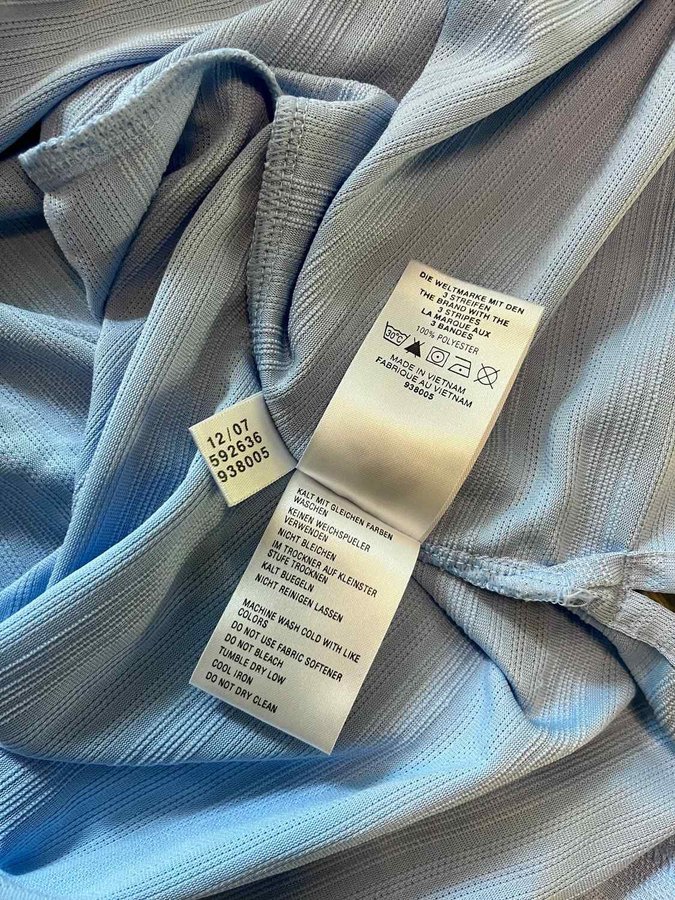 DIE WELTMARKE MIT DEN
3 STREIFEN
THE BRAND WITH THE
3 STRIPES
LA MARQUE AUX
3 BANDES
100% POLYESTER
30°C
MADE IN VIETNAM
FABRIQUE AU VIETNAM
938005
12/07
592636
938005
KALT MIT GLEICHEN FARBEN
WASCHEN
KEINEN WEICHSPUELER
VERWENDEN
NICHT BLEICHEN
IM TROCKNER AUF KLEINSTER
STUFE TROCKNEN
KALT BUEGELN
NICHT REINIGEN LASSEN
MACHINE WASH COLD WITH LIKE
COLORS
DO NOT USE FABRIC SOFTENER
DO NOT BLEACH
TUMBLE DRY LOW
COOL IRON
DO NOT DRY CLEAN